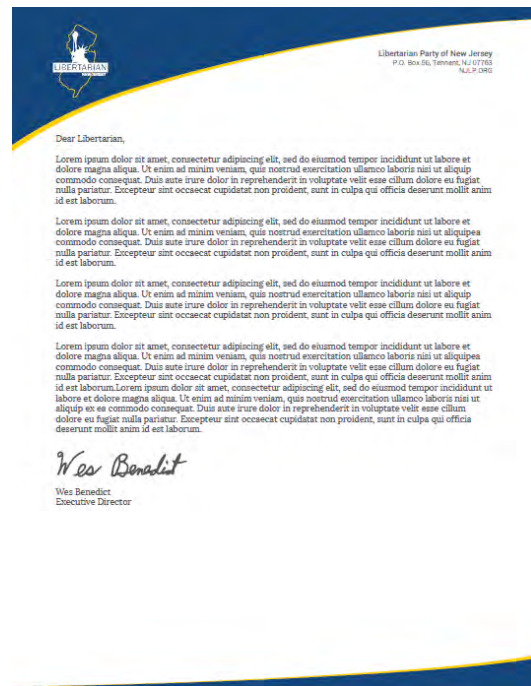 LIBERTARIAN
Libertarian Party of New Jersey
P.O. Box 56, Tennent, NJ 07763
NJLP.ORG
Dear Libertarian,
Lorem ipsum dolor sit amet, consectetur adipiscing elit, sed do eiusmod tempor incididunt ut labore et
dolore magna aliqua. Ut enim ad minim veniam, quis nostrud exercitation ullamco laboris nisi ut aliquip
commodo consequat. Duis aute irure dolor in reprehenderit in voluptate velit esse cillum dolore eu fugiat
nulla pariatur. Excepteur sint occaecat cupidatat non proident, sunt in culpa qui officia deserunt mollit anim
id est laborum.
Lorem ipsum dolor sit amet, consectetur adipiscing elit, sed do eiusmod tempor incididunt ut labore et
dolore magna aliqua. Ut enim ad minim veniam, quis nostrud exercitation ullamco laboris nisi ut aliquipea
commodo consequat. Duis aute irure dolor in reprehenderit in voluptate velit esse cillum dolore eu fugiat
nulla pariatur. Excepteur sint occaecat cupidatat non proident, sunt in culpa qui officia deserunt mollit anim
id est laborum.
Lorem ipsum dolor sit amet, consectetur adipiscing elit, sed do eiusmod tempor incididunt ut labore et
dolore magna aliqua. Ut enim ad minim veniam, quis nostrud exercitation ullamco laboris nisi ut aliquip
commodo consequat. Duis aute irure dolor in reprehenderit in voluptate velit esse cillum dolore eu fugiat
nulla pariatur. Excepteur sint occaecat cupidatat non proident, sunt in culpa qui officia deserunt mollit anim
id est laborum.
Lorem ipsum dolor sit amet, consectetur adipiscing elit, sed do eiusmod tempor incididunt ut labore et
dolore magna aliqua. Ut enim ad minim veniam, quis nostrud exercitation ullamco laboris nisi ut aliquipea
commodo consequat. Duis aute irure dolor in reprehenderit in voluptate velit esse cillum dolore eu fugiat
nulla pariatur. Excepteur sint occaecat cupidatat non proident, sunt in culpa qui officia deserunt mollit anim
id est laborum.Lorem ipsum dolor sit amet, consectetur adipiscing elit, sed do eiusmod tempor incididunt ut
labore et dolore magna aliqua. Ut enim ad minim veniam, quis nostrud exercitation ullamco laboris nisi ut
aliquip ex ea commodo consequat. Duis aute irure dolor in reprehenderit in voluptate velit esse cillum
dolore eu fugiat nulla pariatur. Excepteur sint occaecat cupidatat non proident, sunt in culpa qui officia
deserunt mollit anim id est laborum.
Wes Benedict
Wes Benedict
Executive Director